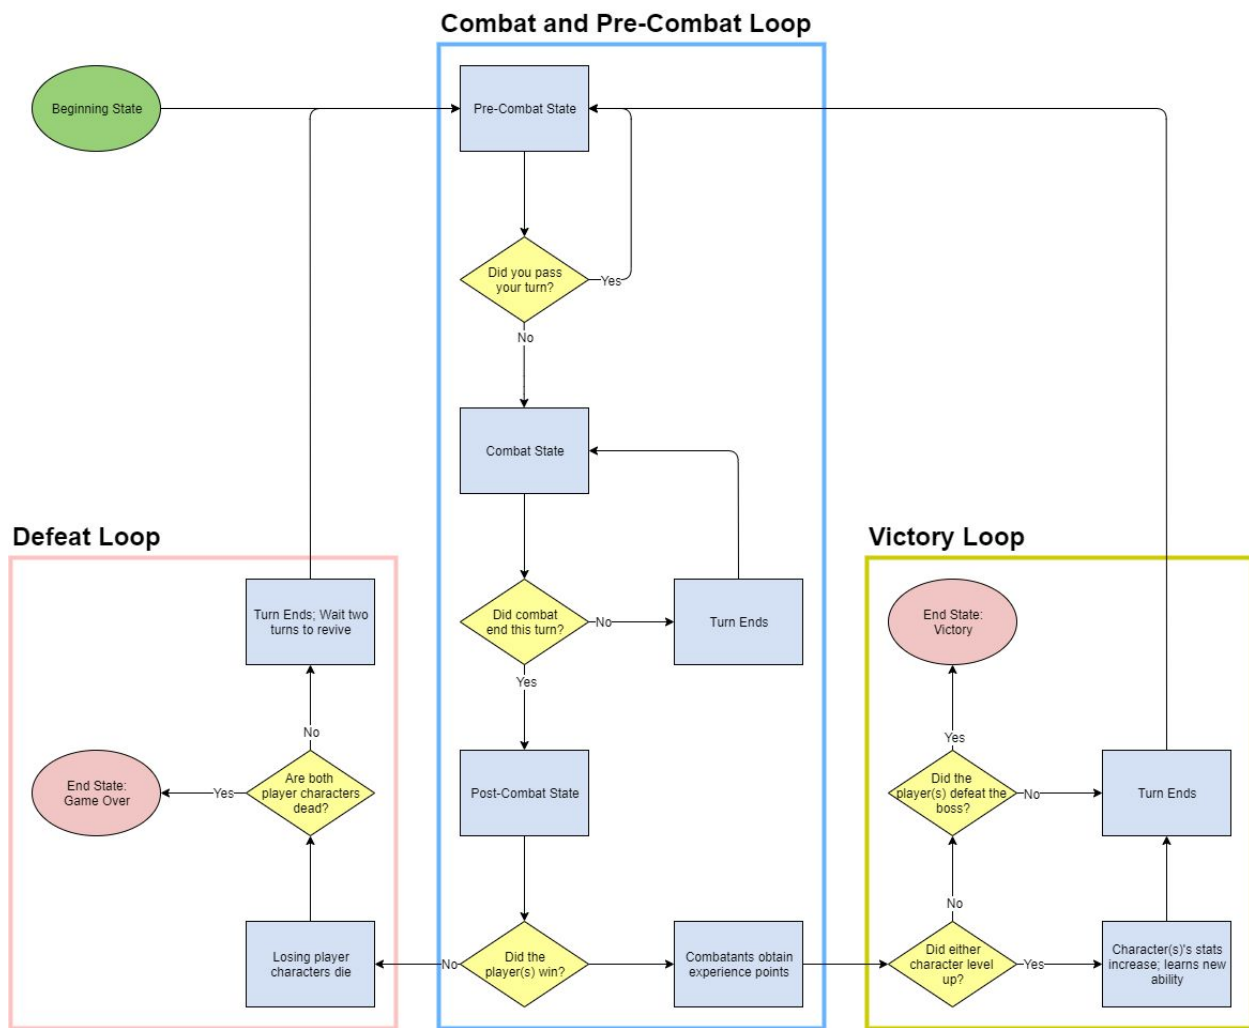 Combat and Pre-Combat Loop
Beginning State
Pre-Combat State
Did you pass
your turn?
Yes
No
Combat State
Defeat Loop
Victory Loop
Turn Ends; Wait two
turns to revive
Did combat
end this turn?
No
Turn Ends
End State:
Victory
Yes
No
Yes
End State:
Game Over
Yes
Are both
player characters
dead?
Post-Combat State
Did the
player(s) defeat the
boss?
No
Turn Ends
No
Losing player
characters die
No
Did the
player(s) win?
Combatants obtain
experience points
Did either
character level
up?
Yes
Character(s)'s stats
increase; learns new
ability